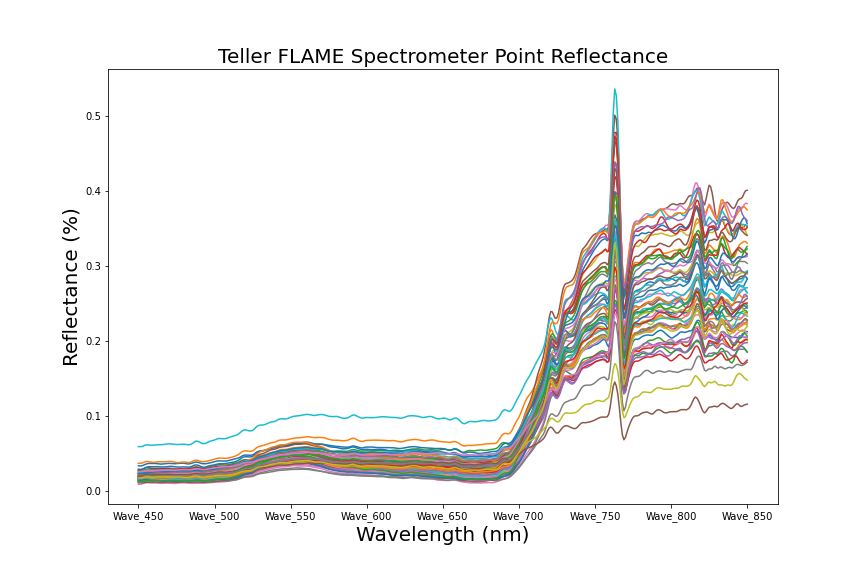 Teller FLAME Spectrometer Point Reflectance
Reflectance (%)
0.5
0.4
0.3
0.2
0.1
0.0
Wave_450 Wave_500 Wave_550 Wave_600 Wave_650 Wave_700 Wave_750 Wave_800 Wave_850
Wavelength (nm)